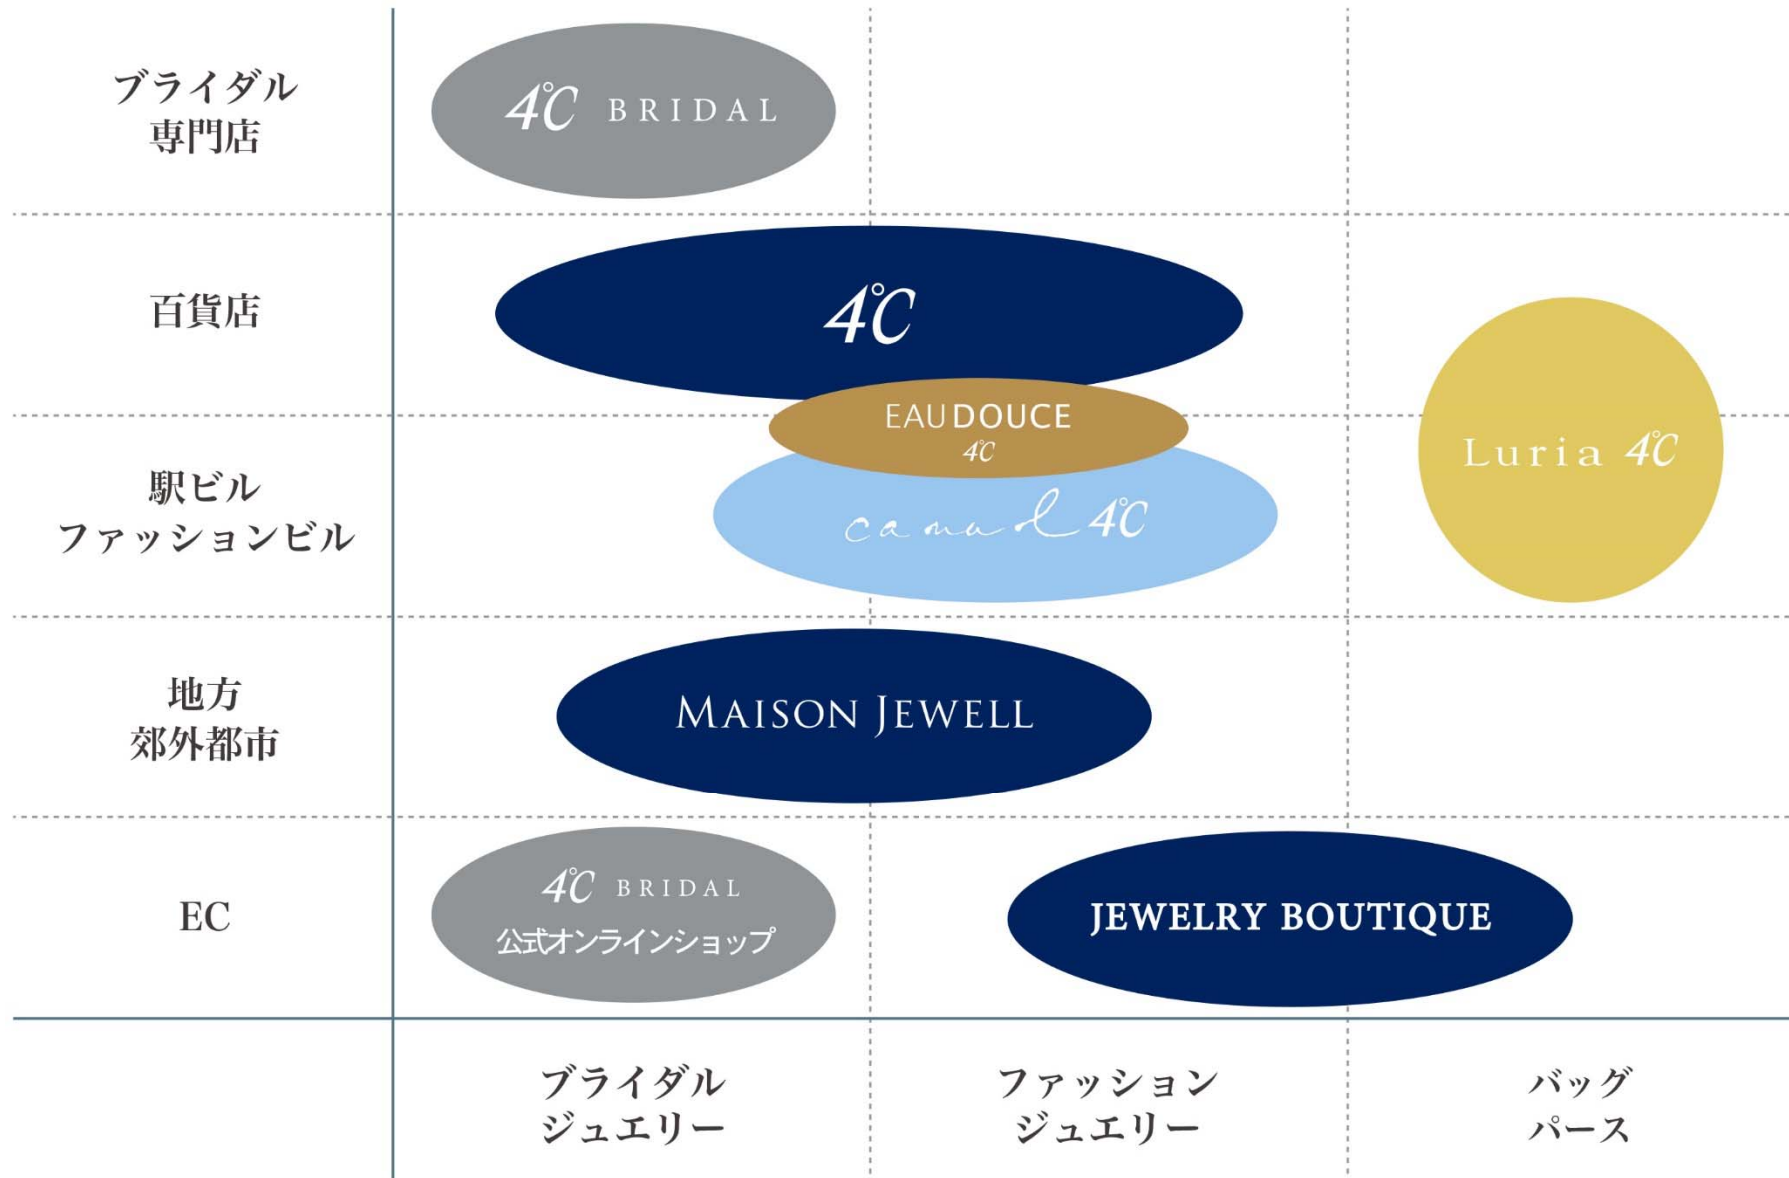 ブライダル
専門店
4℃ BRIDAL
百貨店
4℃
駅ビル
ファッションビル
EAU DOUCE
4℃
canal 4℃
Luria 4℃
地方
郊外都市
MAISON JEWELL
EC
4℃ BRIDAL
公式オンラインショップ
JEWELRY BOUTIQUE
ブライダル
ジュエリー
ファッション
ジュエリー
バッグ
パース